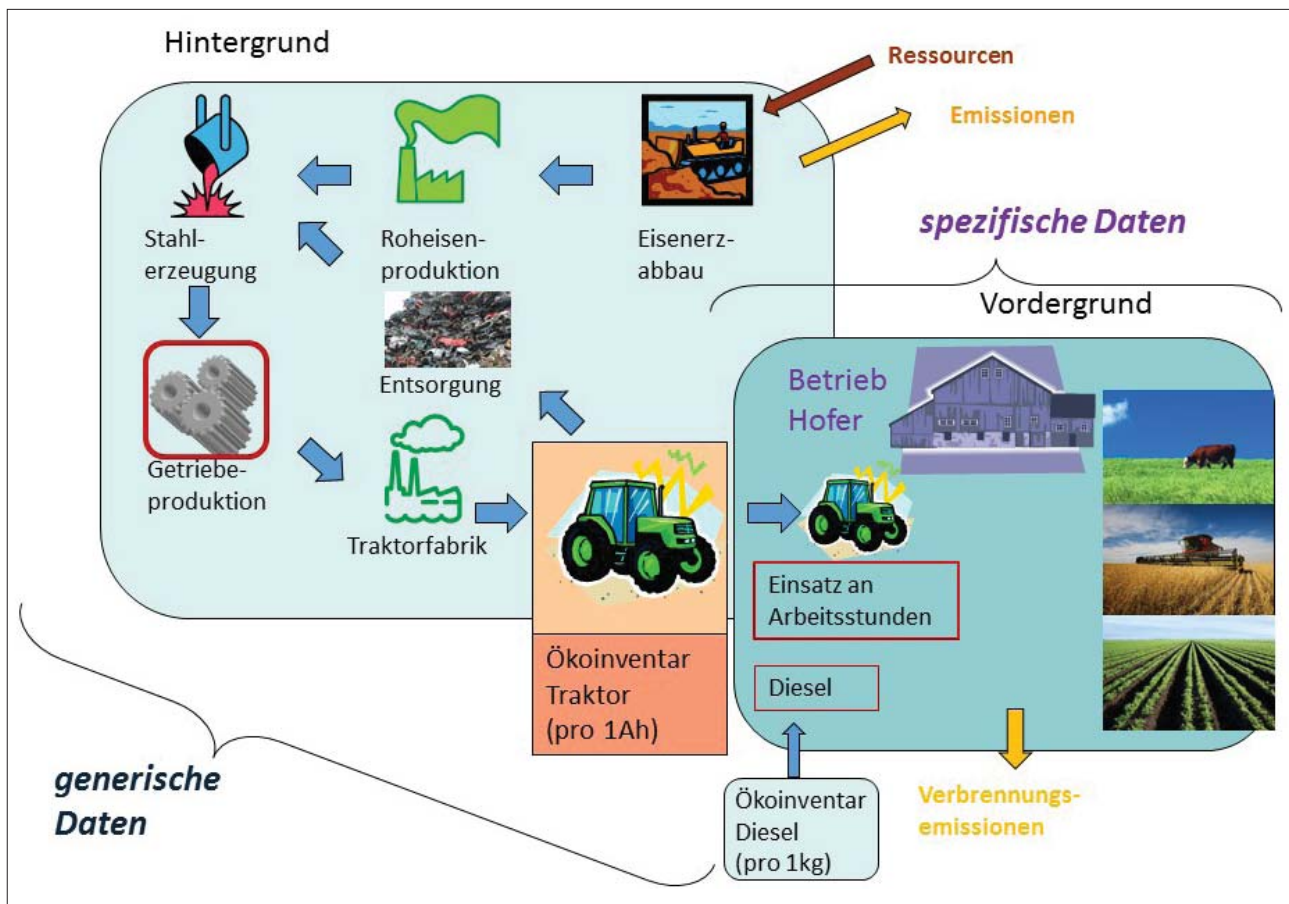 Hintergrund
Ressourcen
Emissionen
Stahl-
erzeugung
Roheisen-
produktion
Eisenerz-
abbau
spezifische Daten
Vordergrund
Entsorgung
Betrieb
Hofer
Getriebe-
produktion
Traktorfabrik
Einsatz an
Arbeitsstunden
Ökoinventar
Traktor
(pro 1Ah)
Diesel
generische
Daten
Ökoinventar
Diesel
(pro 1kg)
Verbrennungs-
emissionen